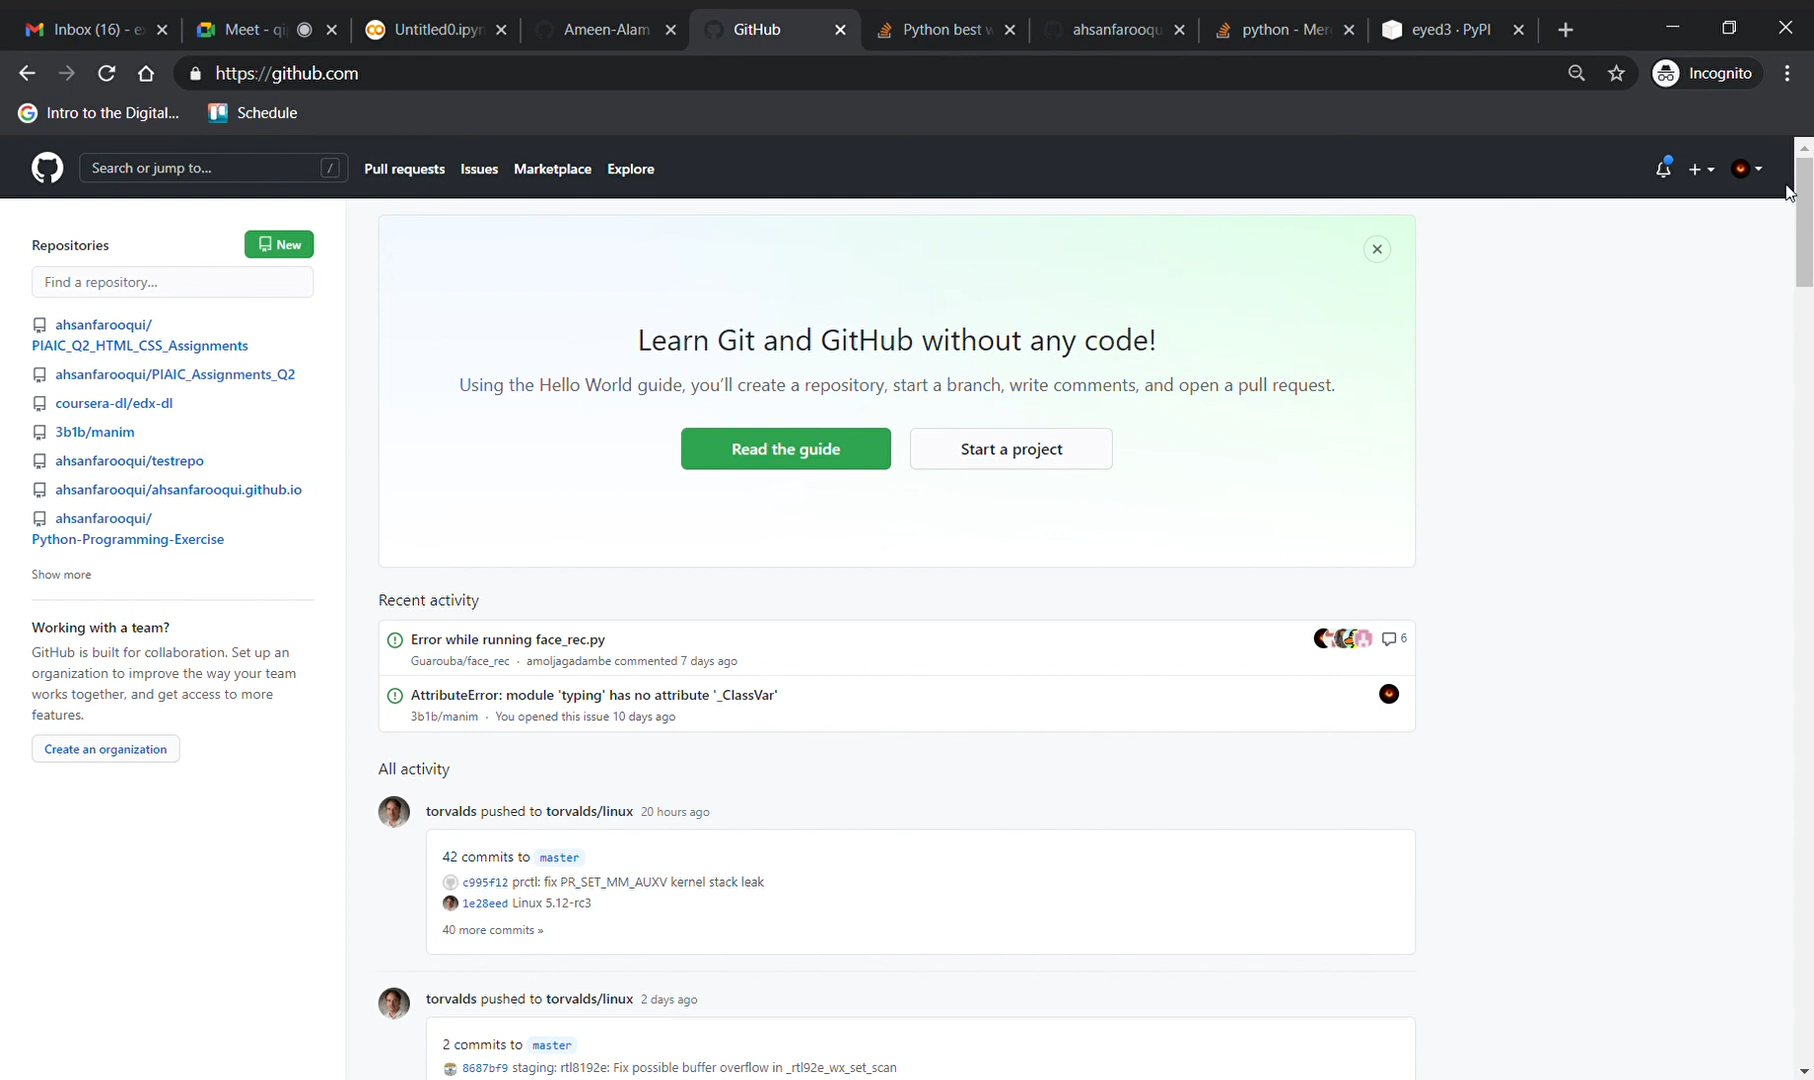 Inbox (16) - e
Meet - qi
Untitled0.ipyn
Ameen-Alam
GitHub
Python best w
ahsanfarooqu
python - Mer
eyed3 · PyPI
https://github.com
Incognito
Intro to the Digital...
Schedule
Search or jump to...
/
Pull requests
Issues
Marketplace
Explore
Repositories
New
Find a repository...
ahsanfarooqui/
PIAIC_Q2_HTML_CSS_Assignments
ahsanfarooqui/PIAIC_Assignments_Q2
coursera-dl/edx-dl
3b1b/manim
ahsanfarooqui/testrepo
ahsanfarooqui/ahsanfarooqui.github.io
ahsanfarooqui/
Python-Programming-Exercise
Show more
Working with a team?
GitHub is built for collaboration. Set up an
organization to improve the way your team
works together, and get access to more
features.
Create an organization
Learn Git and GitHub without any code!
Using the Hello World guide, you'll create a repository, start a branch, write comments, and open a pull request.
Read the guide
Start a project
Recent activity
Error while running face_rec.py
6
Guarouba/face_rec · amoljagadambe commented 7 days ago
AttributeError: module 'typing' has no attribute '_ClassVar'
3b1b/manim · You opened this issue 10 days ago
All activity
torvalds pushed to torvalds/linux 20 hours ago
42 commits to master
c995f12 prctl: fix PR_SET_MM_AUXV kernel stack leak
1e28eed Linux 5.12-rc3
40 more commits »
torvalds pushed to torvalds/linux 2 days ago
2 commits to master
8687bf9 staging: rtl8192e: Fix possible buffer overflow in _rtl92e_wx_set_scan